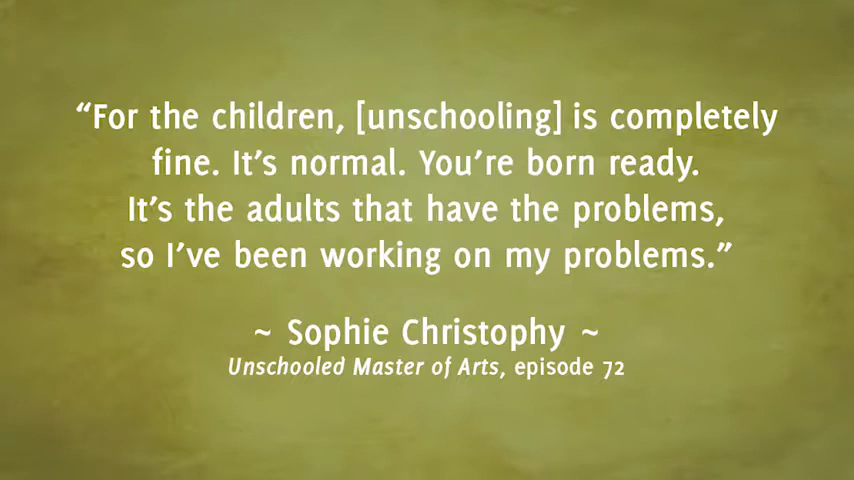 “For the children, [unschooling] is completely
fine. It’s normal. You’re born ready.
It’s the adults that have the problems,
so I’ve been working on my problems.”
~ Sophie Christophy ~
Unschooled Master of Arts, episode 72